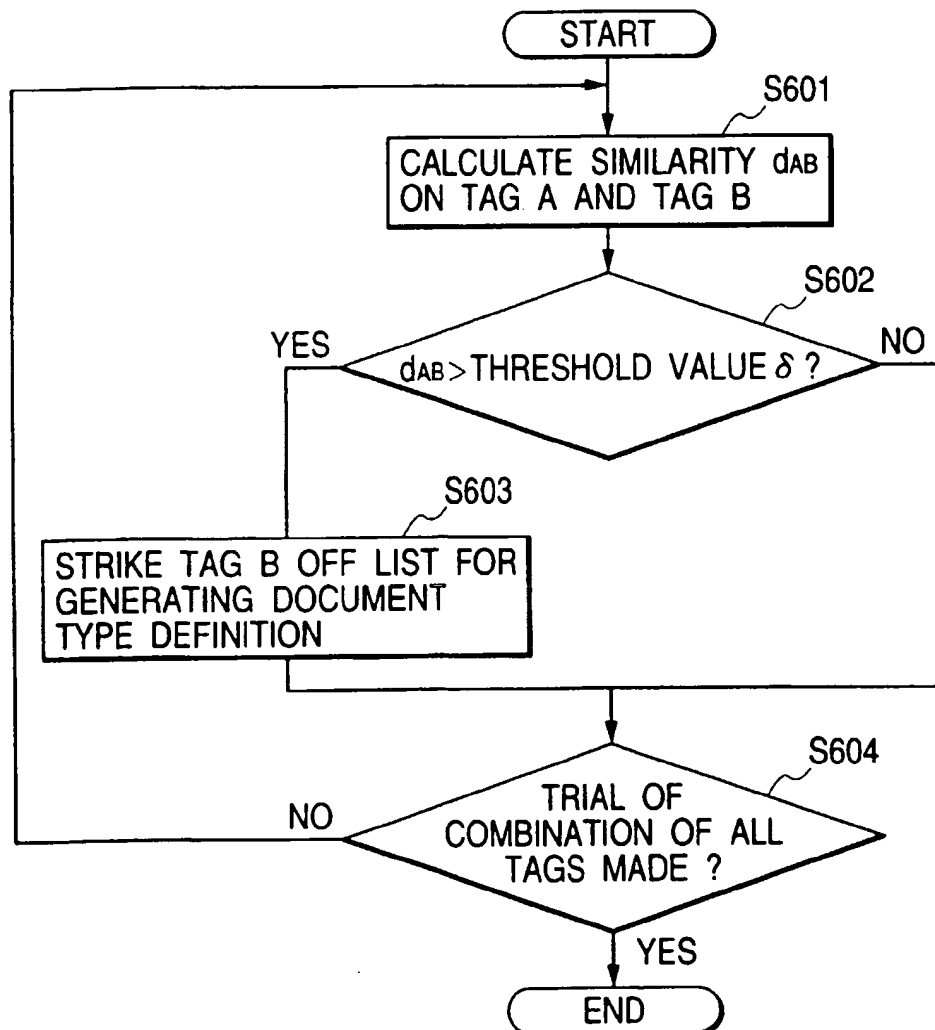 START
S601
CALCULATE SIMILARITY dAB
ON TAG A AND TAG B
S602
YES
NO
dAB>THRESHOLD VALUE δ ?
S603
STRIKE TAG B OFF LIST FOR
GENERATING DOCUMENT
TYPE DEFINITION
S604
NO
TRIAL OF
COMBINATION OF ALL
TAGS MADE ?
YES
END